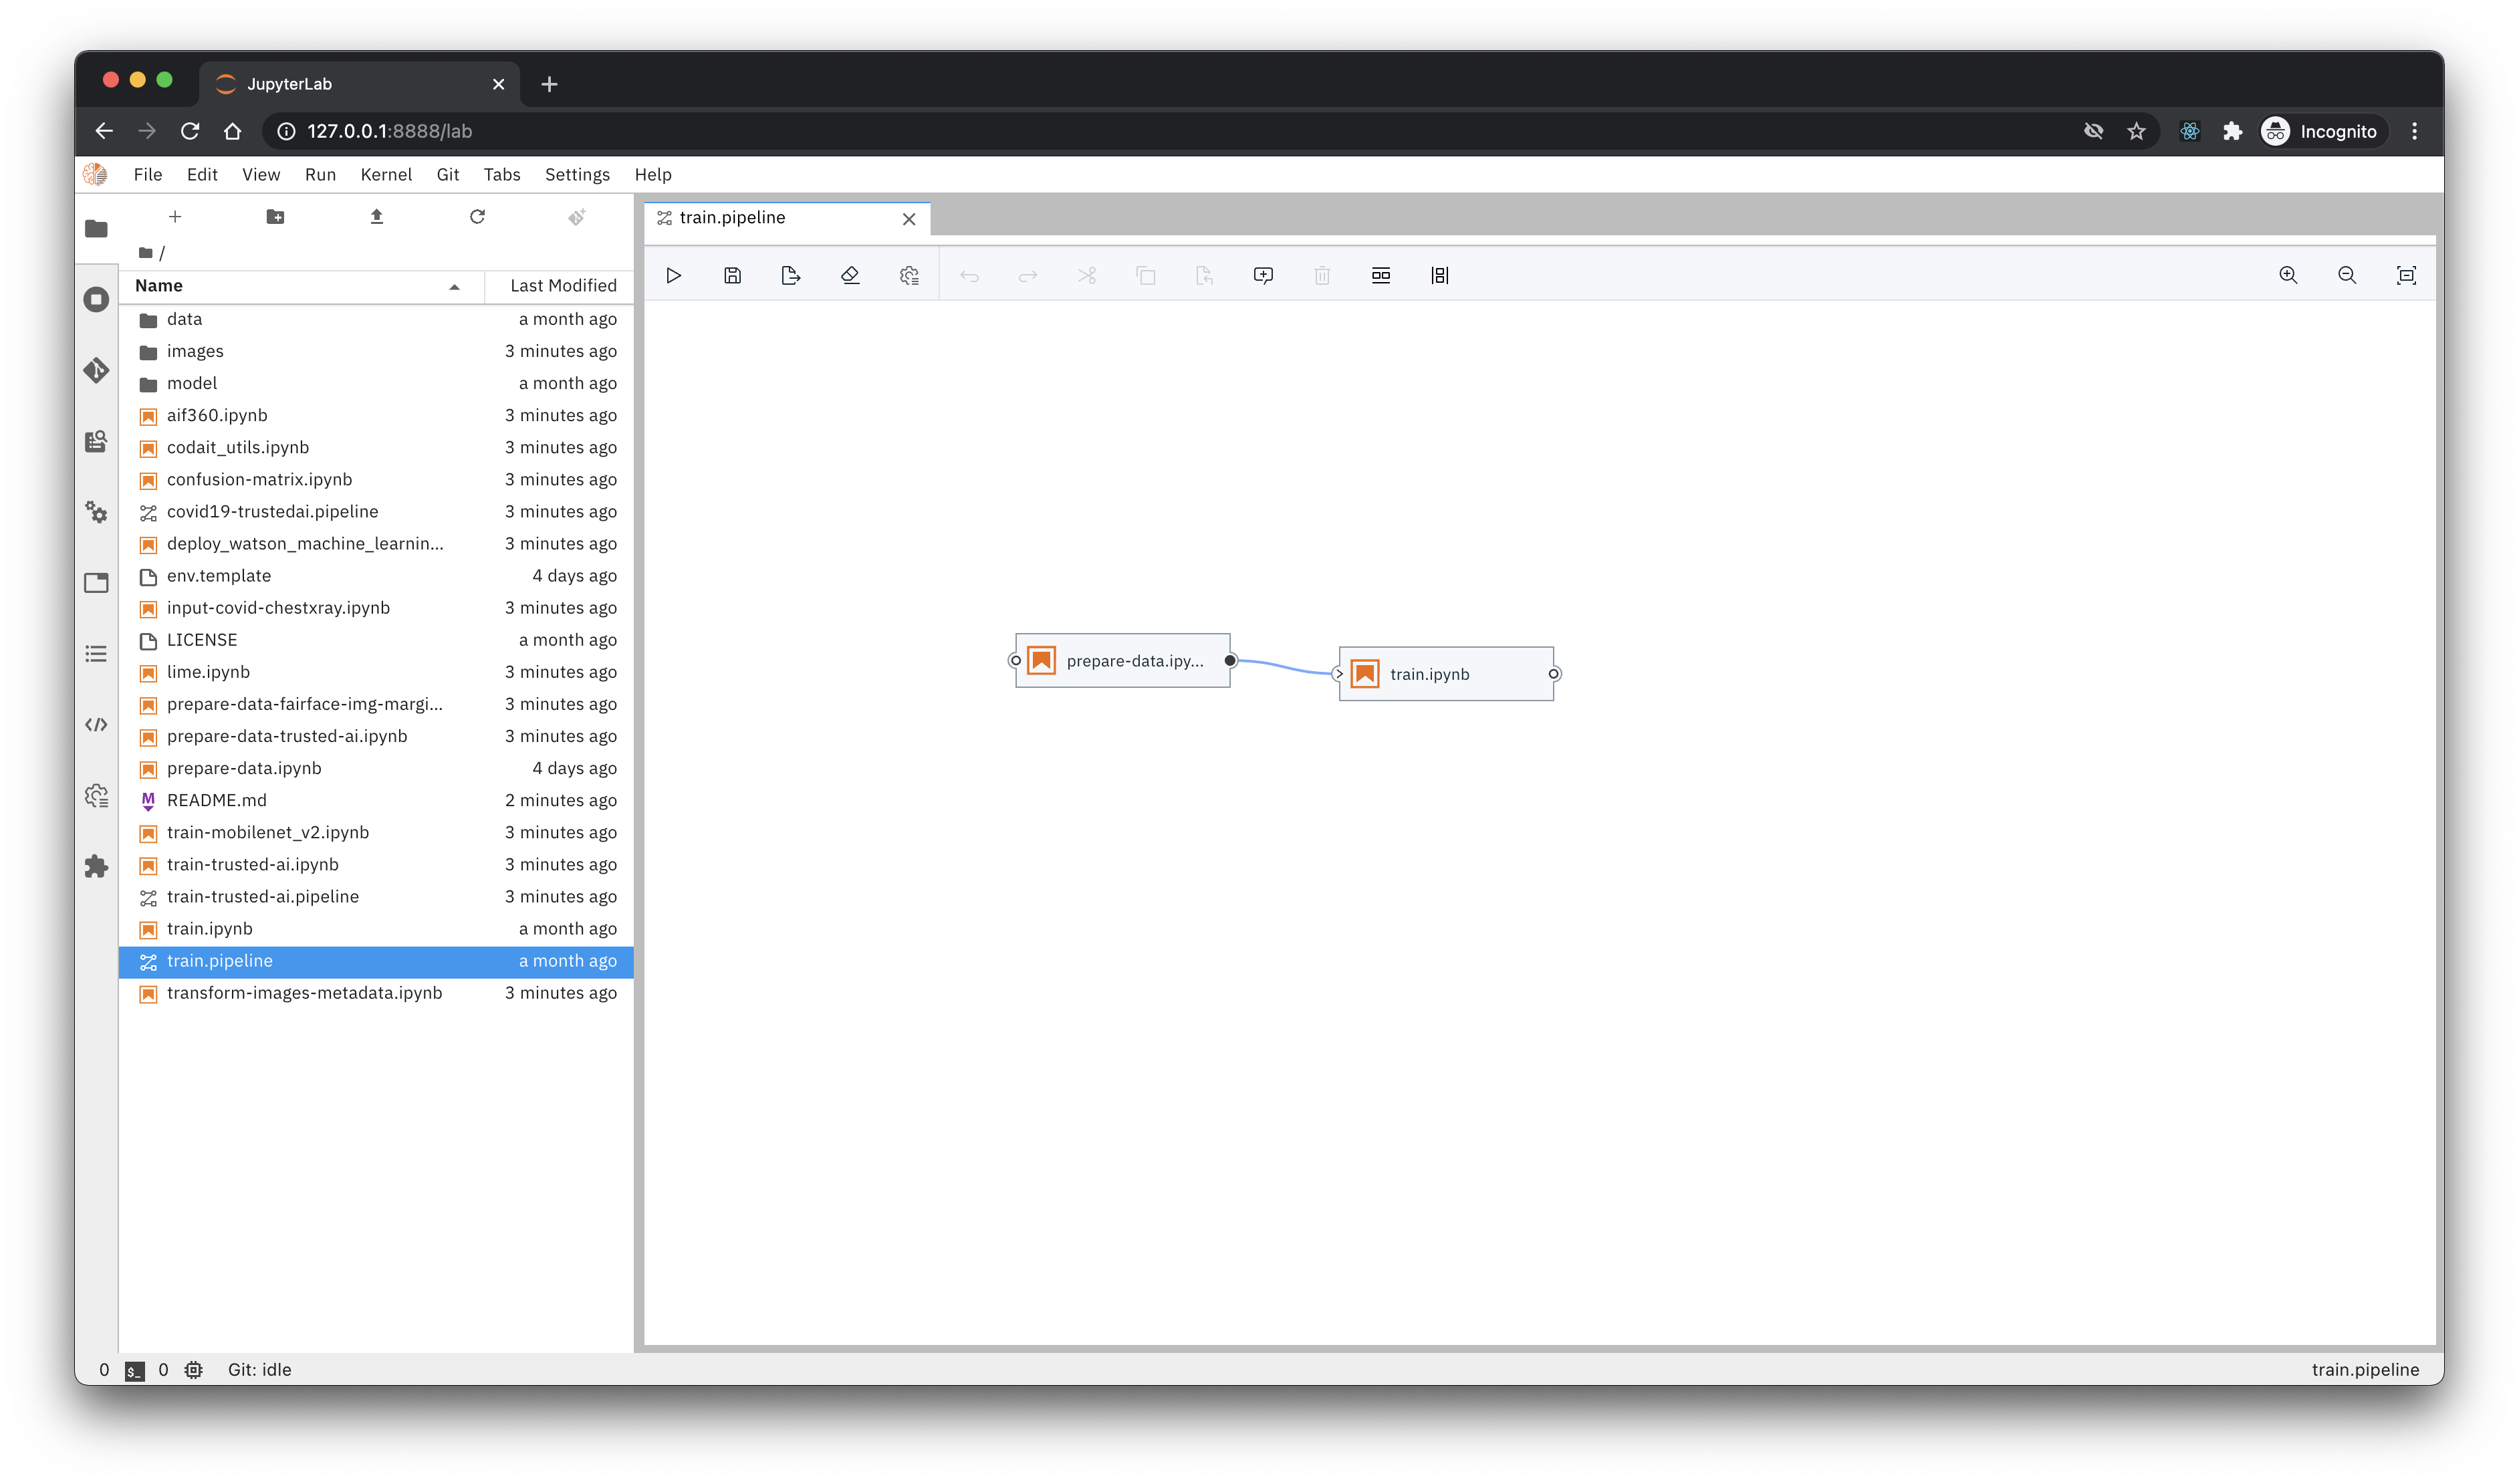 JupyterLab
127.0.0.1:8888/lab
Incognito
File Edit View Run Kernel Git Tabs Settings Help
/
Name Last Modified
data a month ago
images 3 minutes ago
model a month ago
aif360.ipynb 3 minutes ago
codait_utils.ipynb 3 minutes ago
confusion-matrix.ipynb 3 minutes ago
covid19-trustedai.pipeline 3 minutes ago
deploy_watson_machine_learnin... 3 minutes ago
env.template 4 days ago
input-covid-chestxray.ipynb 3 minutes ago
LICENSE a month ago
lime.ipynb 3 minutes ago
prepare-data-fairface-img-margi... 3 minutes ago
prepare-data-trusted-ai.ipynb 3 minutes ago
prepare-data.ipynb 4 days ago
README.md 2 minutes ago
train-mobilenet_v2.ipynb 3 minutes ago
train-trusted-ai.ipynb 3 minutes ago
train-trusted-ai.pipeline 3 minutes ago
train.ipynb a month ago
train.pipeline a month ago
transform-images-metadata.ipynb 3 minutes ago
train.pipeline
prepare-data.ipy...
train.ipynb
0 $_ 0 Git: idle
train.pipeline